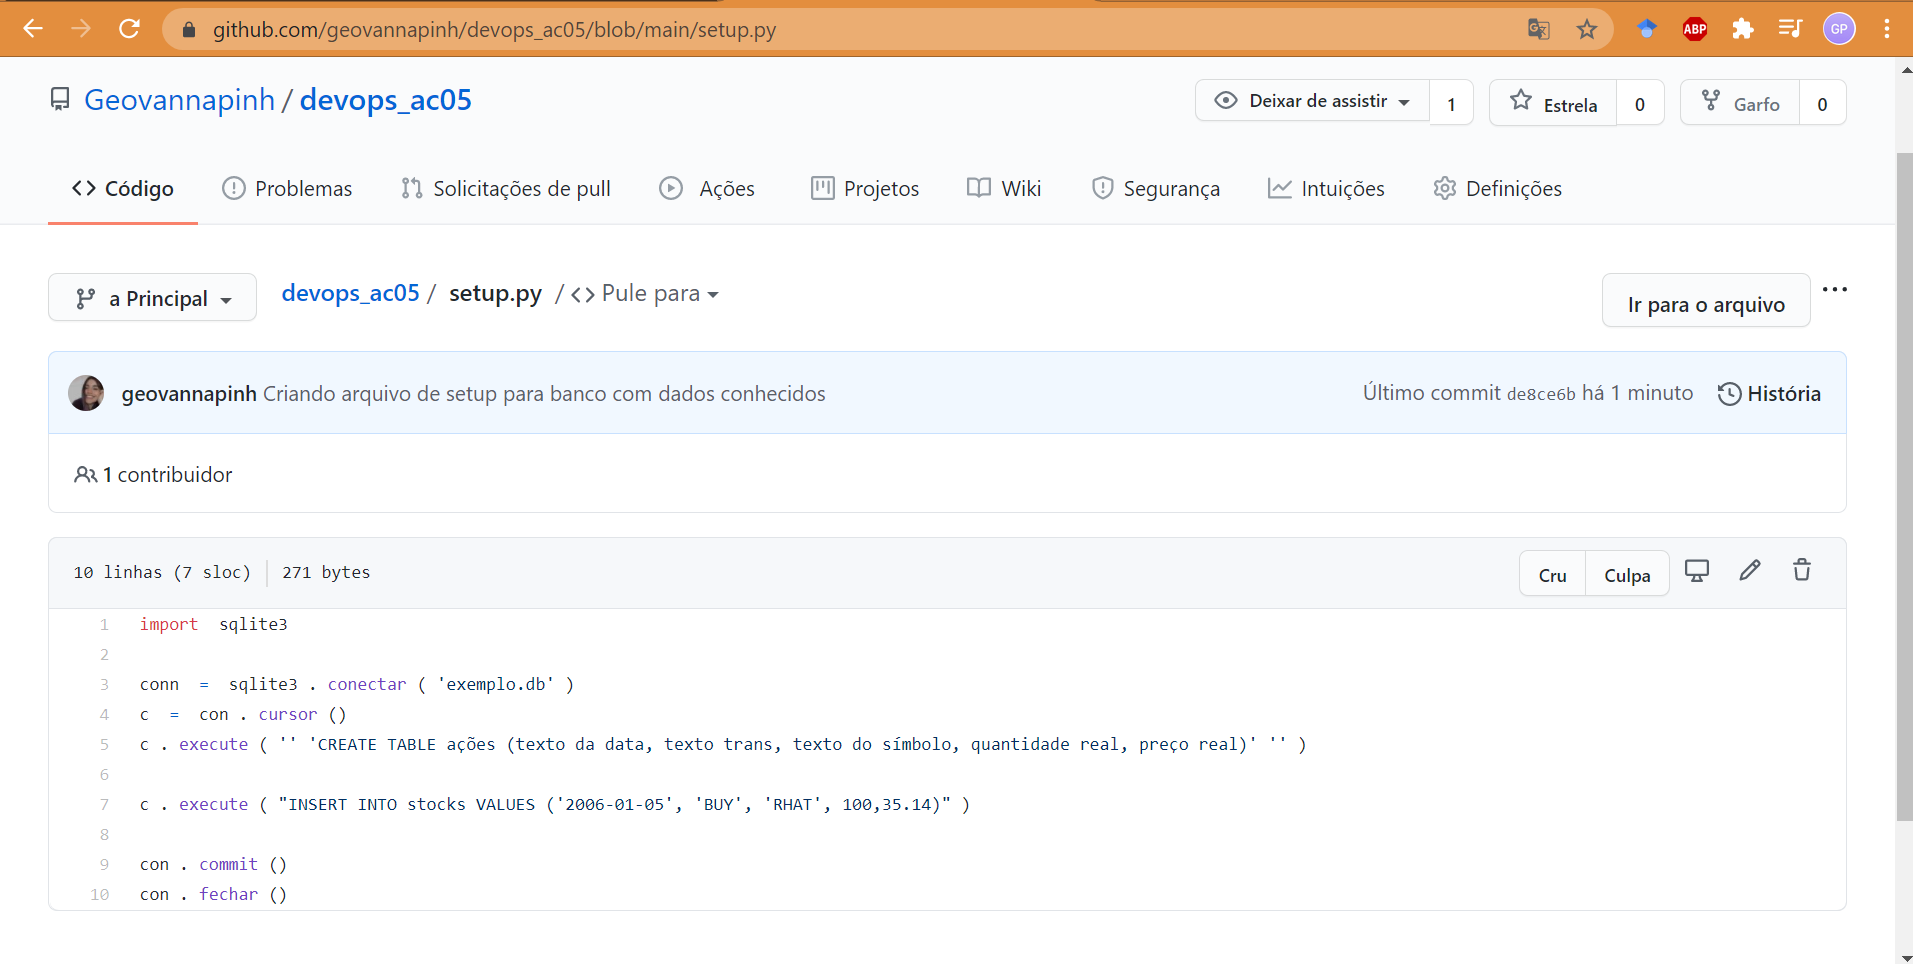 github.com/geovannapinh/devops_ac05/blob/main/setup.py
ABP
GP
Geovannapinh / devops_ac05
Deixar de assistir 1
Estrela 0
Garfo 0
Código
Problemas
Solicitações de pull
Ações
Projetos
Wiki
Segurança
Intuições
Definições
a Principal
devops_ac05 / setup.py / <> Pule para
Ir para o arquivo
geovannapinh Criando arquivo de setup para banco com dados conhecidos
Último commit de8ce6b há 1 minuto
História
1 contribuidor
10 linhas (7 sloc) 271 bytes
Cru
Culpa
1 import sqlite3
2
3 conn = sqlite3 . conectar ( 'exemplo.db' )
4 c = con . cursor ()
5 c . execute ( '' 'CREATE TABLE ações (texto da data, texto trans, texto do símbolo, quantidade real, preço real)' '' )
6
7 c . execute ( "INSERT INTO stocks VALUES ('2006-01-05', 'BUY', 'RHAT', 100,35.14)" )
8
9 con . commit ()
10 con . fechar ()